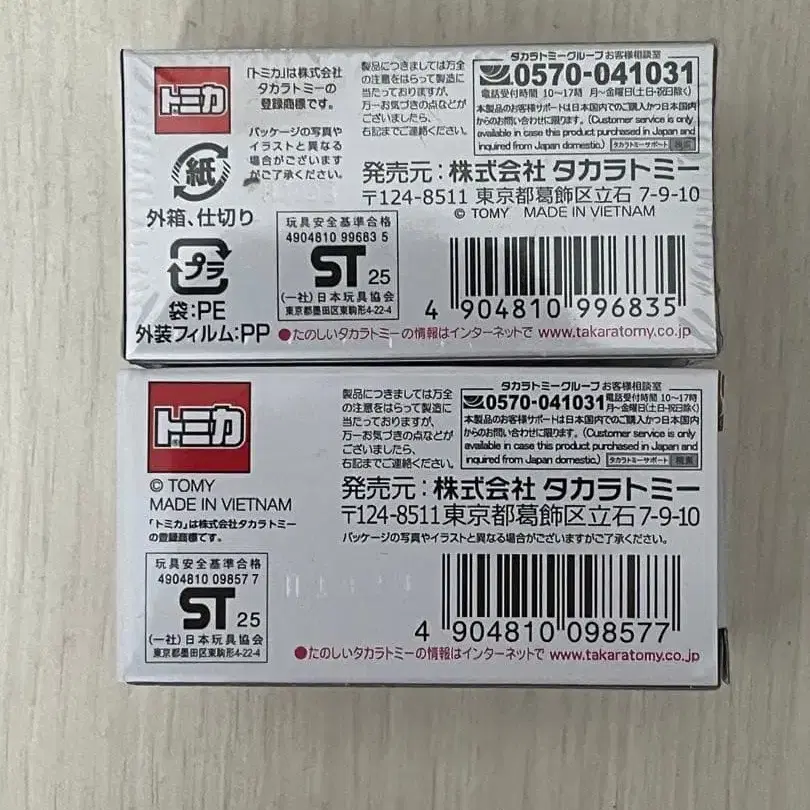 トミカ
「トミカ」は株式会社
タカラトミーの
登録商標です。
パッケージの写真や
イラストと異なる
場合がございます
がご了承ください。
紙
外箱、仕切り
プラ
袋:PE
外装フィルム:PP
製品につきましては万全
の注意をはらって製造に
当たっておりますが、
万一お気づきの点などが
ございましたら、
右記までご連絡ください。
タカラトミーグループ お客様相談室
0570-041031
電話受付時間 10〜17時 月〜金曜日(土・日・祝日除く)
本製品のお客様サポートは日本国内でのご購入かつ日本国内
からのお問い合わせに限ります。(Customer service is only
available in case this product purchased in Japan and
inquired from Japan domestic.) タカラトミーサポート 検索
発売元:株式会社 タカラトミー
〒124-8511 東京都葛飾区立石 7-9-10
© TOMY MADE IN VIETNAM
玩具安全基準合格
4904810 99683 5
ST 25
(一社)日本玩具協会
東京都墨田区東駒形4-22-4
4 904810 996835
●たのしいタカラトミーの情報はインターネットで www.takaratomy.co.jp
トミカ
© TOMY
MADE IN VIETNAM
「トミカ」は株式会社タカラトミー
の登録商標です。
製品につきましては万全
の注意をはらって製造に
当たっておりますが、
万一お気づきの点などが
ございましたら、
右記までご連絡ください。
タカラトミーグループ お客様相談室
0570-041031 電話受付時間 10〜17時
月〜金曜日(土・日・祝日除く)
本製品のお客様サポートは日本国内でのご購入かつ日本国内
からのお問い合わせに限ります。(Customer service is only
available in case this product purchased in Japan and
inquired from Japan domestic.) タカラトミーサポート 検索
発売元:株式会社 タカラトミー
〒124-8511 東京都葛飾区立石 7-9-10
パッケージの写真やイラストと異なる場合がございますがご了承ください。
玩具安全基準合格
4904810 09857 7
ST 25
(一社)日本玩具協会
東京都墨田区東駒形4-22-4
4 904810 098577
●たのしいタカラトミーの情報はインターネットで www.takaratomy.co.jp